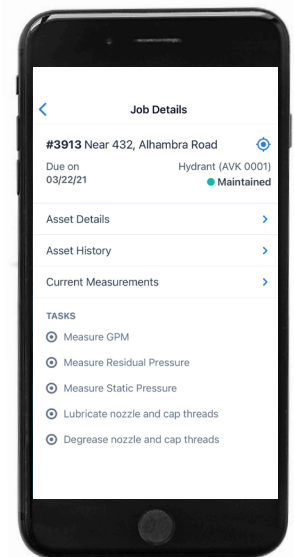 Job Details
#3913 Near 432, Alhambra Road
Due on Hydrant (AVK 0001)
03/22/21 Maintained
Asset Details
Asset History
Current Measurements
TASKS
Measure GPM
Measure Residual Pressure
Measure Static Pressure
Lubricate nozzle and cap threads
Degrease nozzle and cap threads